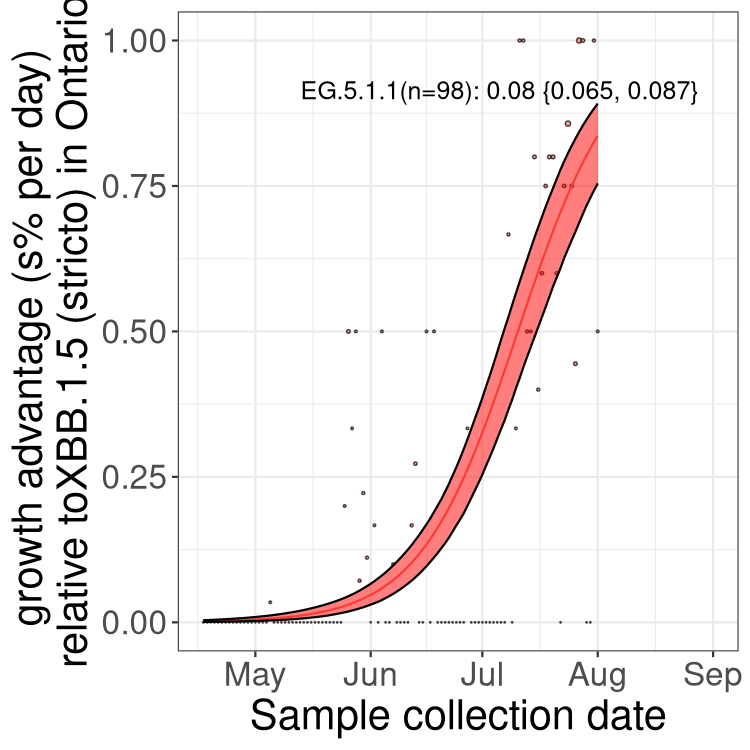 growth advantage (s% per day)
relative toXBB.1.5 (stricto) in Ontario
1.00
0.75
0.50
0.25
0.00
EG.5.1.1(n=98): 0.08 {0.065, 0.087}
May Jun Jul Aug Sep
Sample collection date